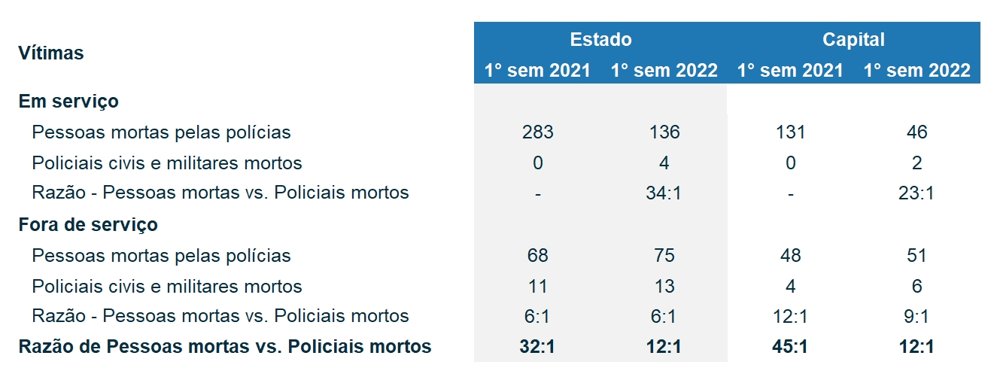 Vítimas Estado Capital
1° sem 2021 1° sem 2022 1° sem 2021 1° sem 2022
Em serviço
Pessoas mortas pelas polícias 283 136 131 46
Policiais civis e militares mortos 0 4 0 2
Razão - Pessoas mortas vs. Policiais mortos - 34:1 - 23:1
Fora de serviço
Pessoas mortas pelas polícias 68 75 48 51
Policiais civis e militares mortos 11 13 4 6
Razão - Pessoas mortas vs. Policiais mortos 6:1 6:1 12:1 9:1
Razão de Pessoas mortas vs. Policiais mortos 32:1 12:1 45:1 12:1